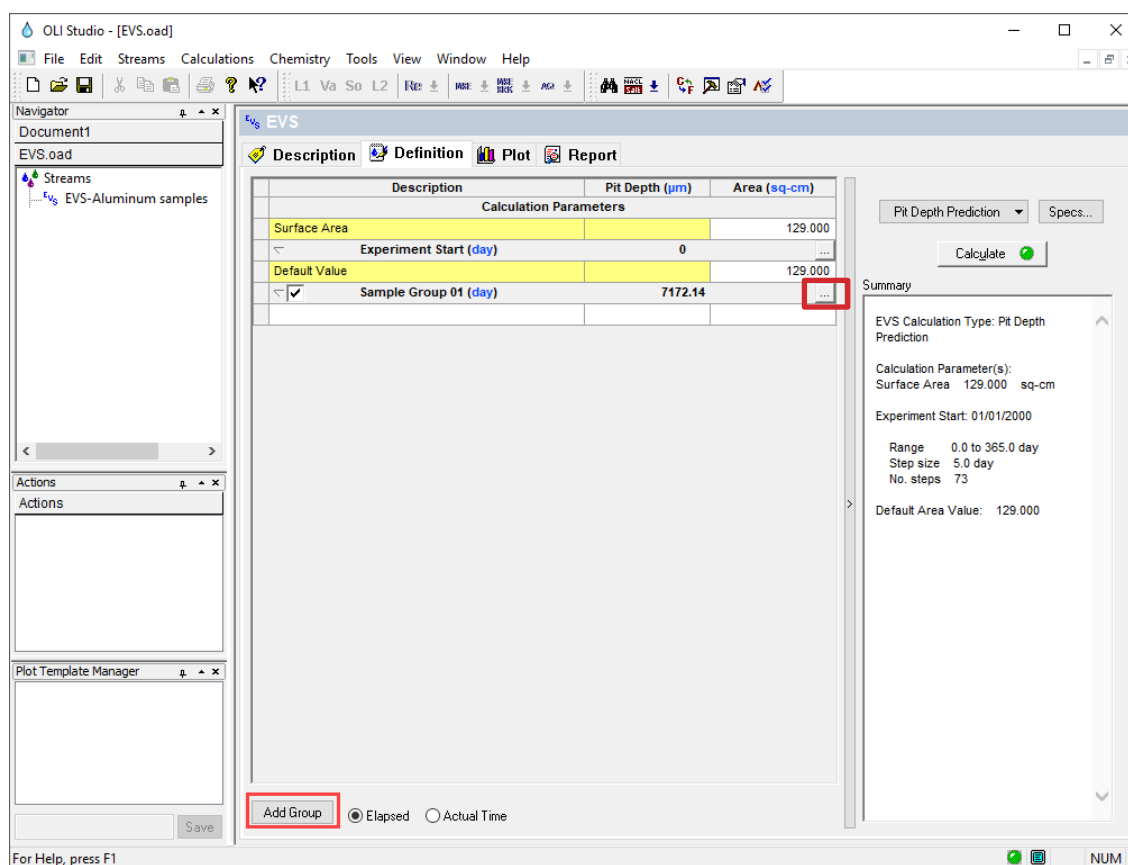 OLI Studio - [EVS.oad]
File Edit Streams Calculations Chemistry Tools View Window Help
L1 Va So L2
Navigator
Document1
EVS.oad
Streams
EVS-Aluminum samples
EVS EVS
Description Definition Plot Report
Description Pit Depth (µm) Area (sq-cm)
Calculation Parameters
Surface Area 129.000
Experiment Start (day) 0 ...
Default Value 129.000
Sample Group 01 (day) 7172.14 ...
Pit Depth Prediction Specs...
Calculate
Summary
EVS Calculation Type: Pit Depth
Prediction
Calculation Parameter(s):
Surface Area 129.000 sq-cm
Experiment Start: 01/01/2000
Range 0.0 to 365.0 day
Step size 5.0 day
No. steps 73
Default Area Value: 129.000
Actions
Actions
Plot Template Manager
Save
Add Group Elapsed Actual Time
For Help, press F1 NUM